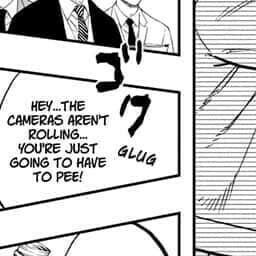 ゴク
GLUG
HEY...THE
CAMERAS AREN'T
ROLLING...
YOU'RE JUST
GOING TO HAVE
TO PEE!